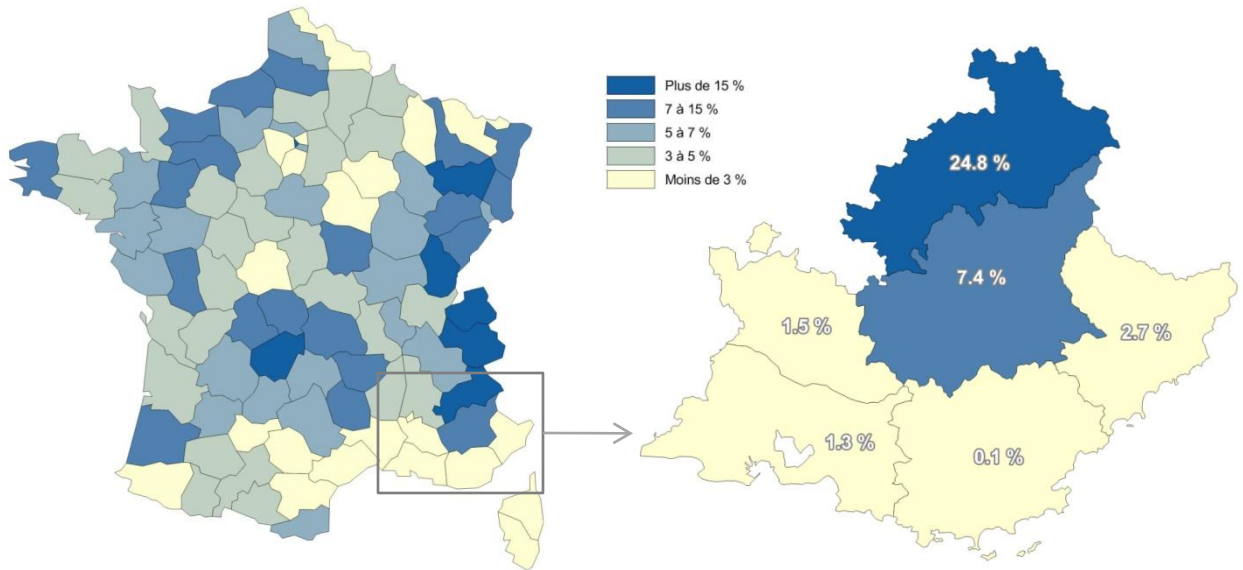 Plus de 15 %
7 à 15 %
5 à 7 %
3 à 5 %
Moins de 3 %
24.8 %
7.4 %
1.5 %
2.7 %
1.3 %
0.1 %